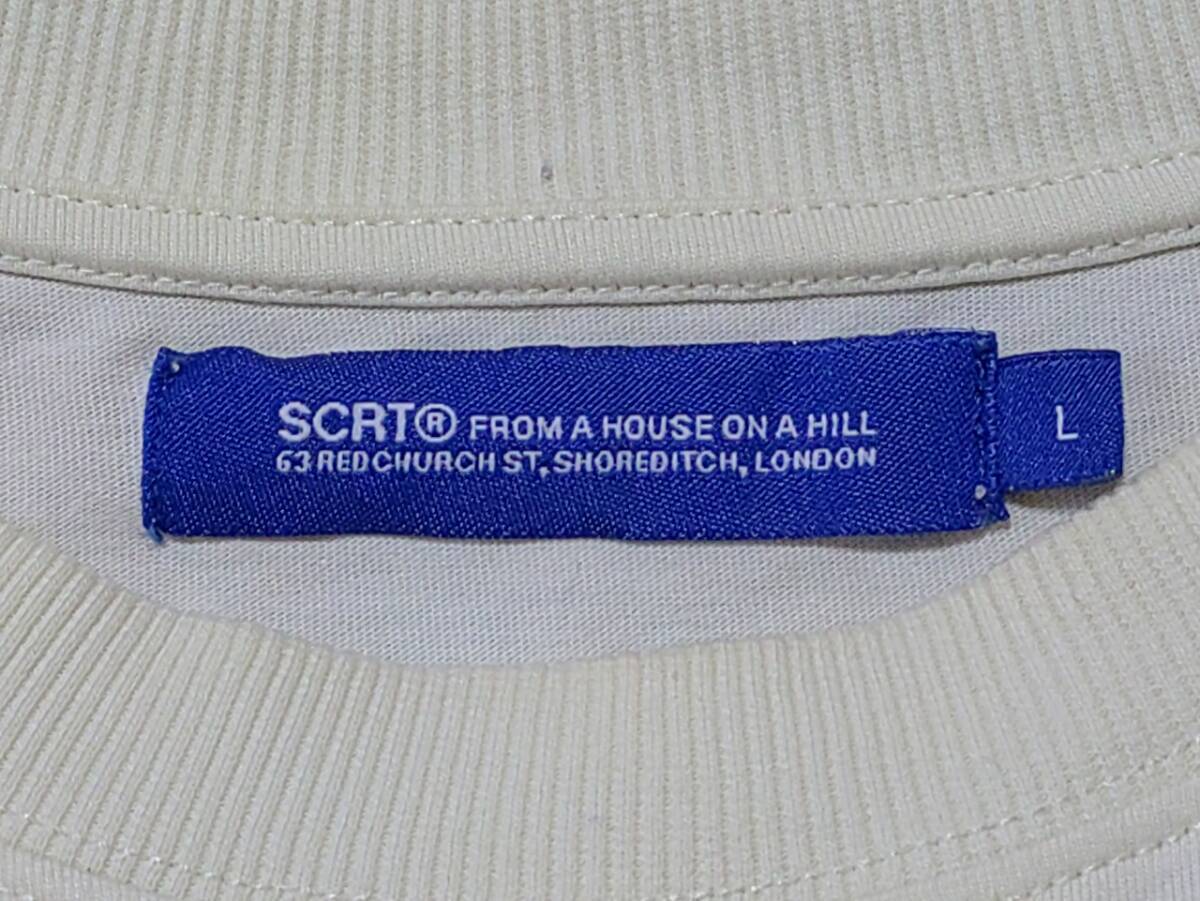 SCRT® FROM A HOUSE ON A HILL
63 REDCHURCH ST, SHOREDITCH, LONDON
L